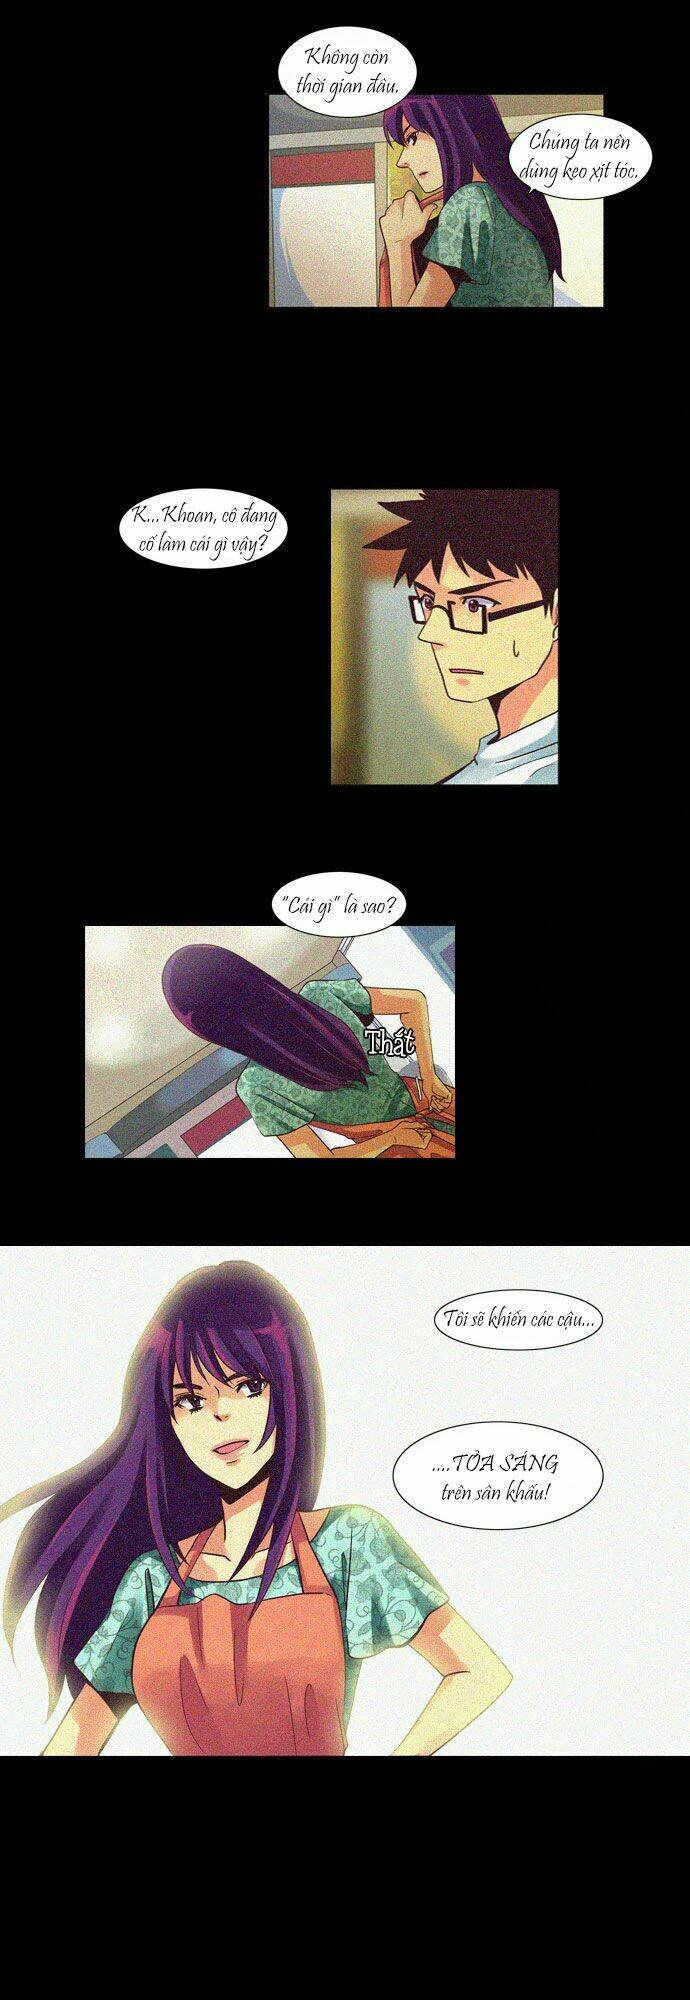 Không còn
thời gian đâu.
Chúng ta nên
dùng keo xịt tóc.
K...Khoan, cô đang
cố làm cái gì vậy?
"Cái gì" là sao?
Thắt
Tôi sẽ khiến các cậu...
....TỎA SÁNG
trên sân khấu!